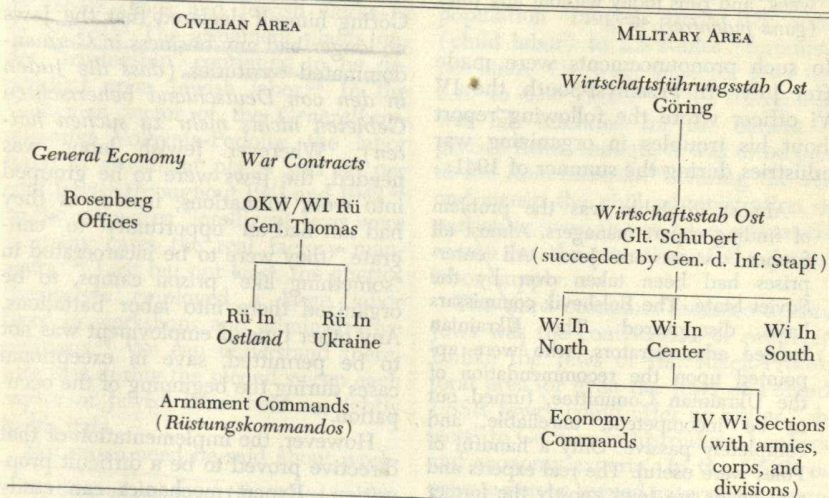 CIVILIAN AREA
General Economy
War Contracts
Rosenberg
Offices
OKW/WI Rü
Gen. Thomas
Rü In
Ostland
Rü In
Ukraine
Armament Commands
(Rüstungskommandos)
MILITARY AREA
Wirtschaftsführungsstab Ost
Göring
Wirtschaftsstab Ost
Glt. Schubert
(succeeded by Gen. d. Inf. Stapf)
Wi In
North
Wi In
Center
Wi In
South
Economy
Commands
IV Wi Sections
(with armies,
corps, and
divisions)